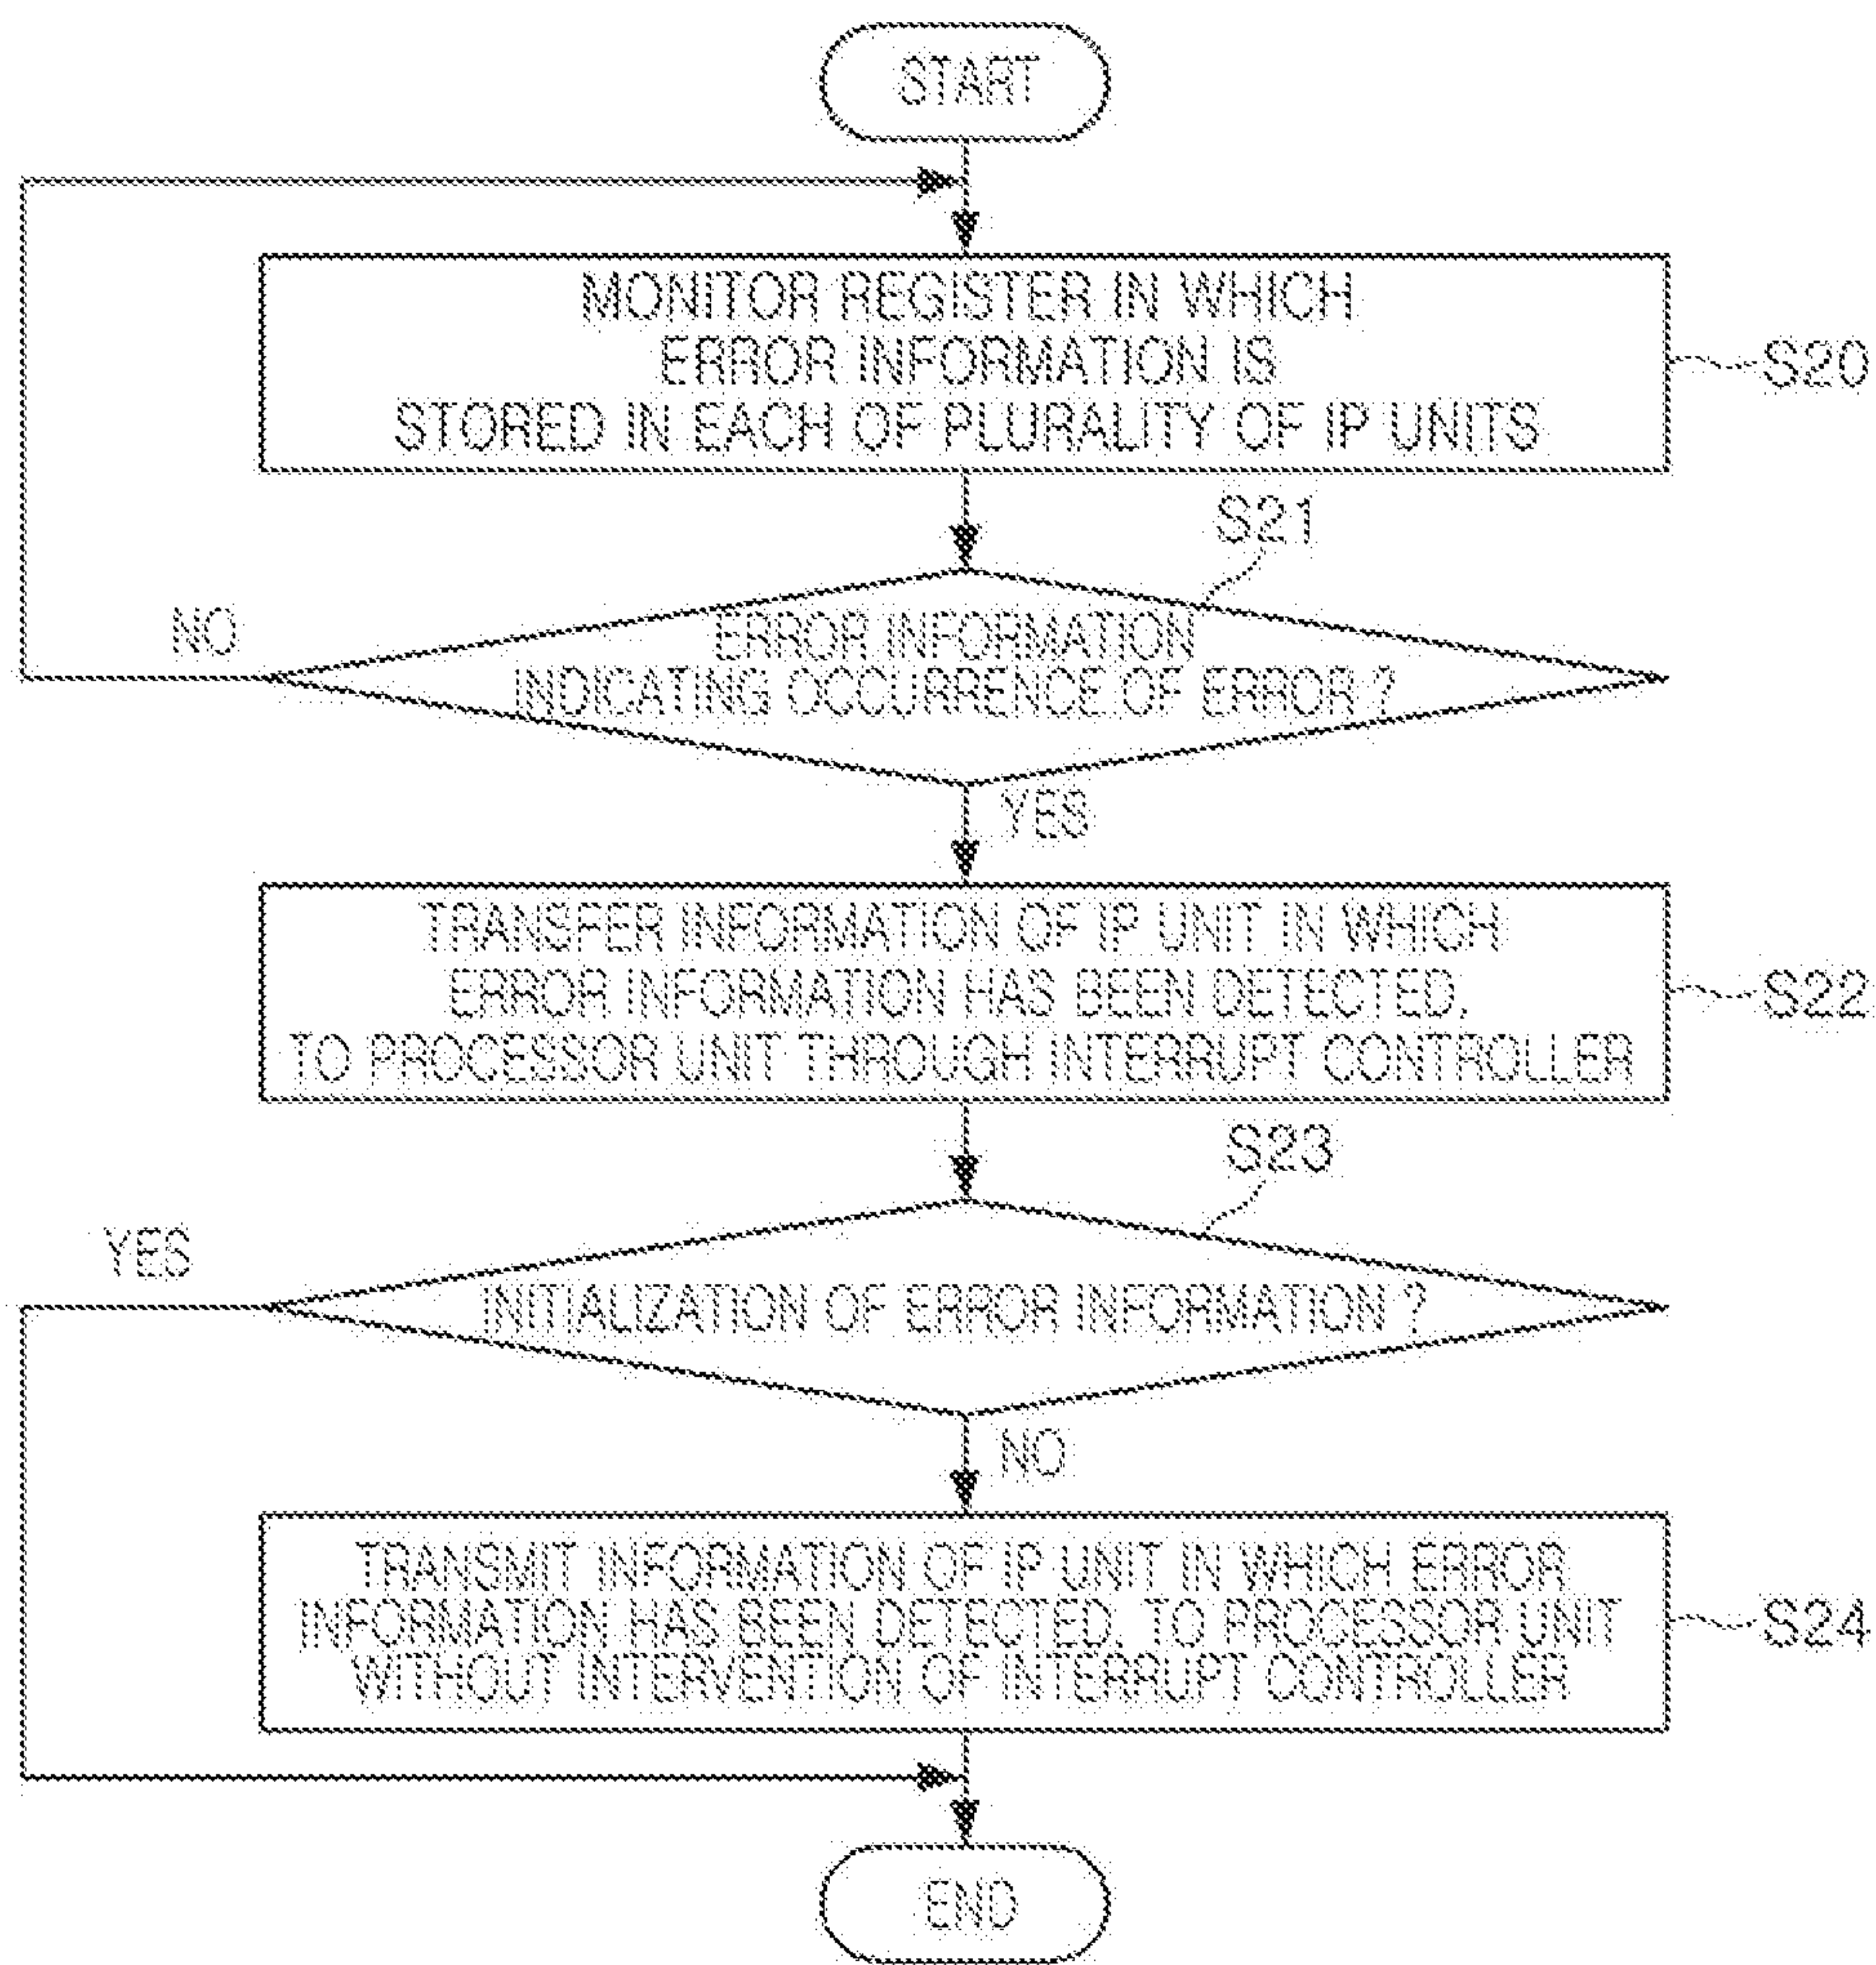 START
MONITOR REGISTER IN WHICH
ERROR INFORMATION IS
STORED IN EACH OF PLURALITY OF IP UNITS
S20
S21
ERROR INFORMATION
INDICATING OCCURRENCE OF ERROR ?
NO
YES
TRANSFER INFORMATION OF IP UNIT IN WHICH
ERROR INFORMATION HAS BEEN DETECTED,
TO PROCESSOR UNIT THROUGH INTERRUPT CONTROLLER
S22
S23
YES
INITIALIZATION OF ERROR INFORMATION ?
NO
TRANSMIT INFORMATION OF IP UNIT IN WHICH ERROR
INFORMATION HAS BEEN DETECTED, TO PROCESSOR UNIT
WITHOUT INTERVENTION OF INTERRUPT CONTROLLER
S24
END